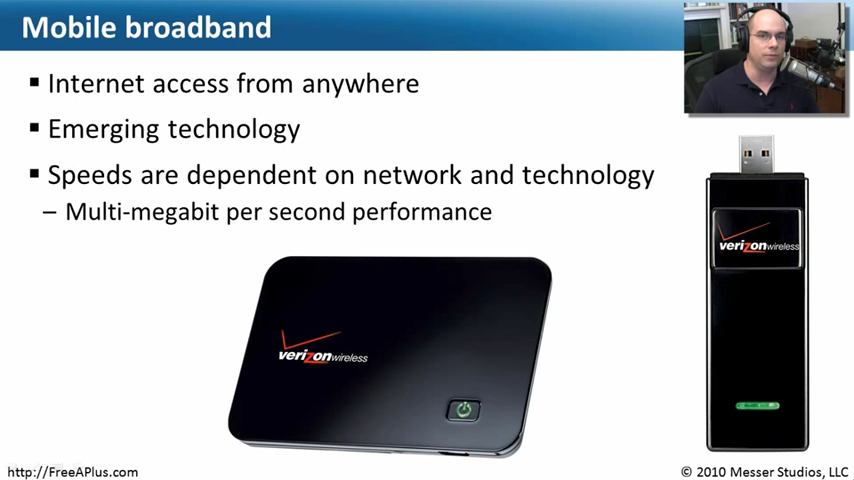 Mobile broadband
▪ Internet access from anywhere
▪ Emerging technology
▪ Speeds are dependent on network and technology
– Multi-megabit per second performance
verizonwireless
verizonwireless
http://FreeAPlus.com
© 2010 Messer Studios, LLC